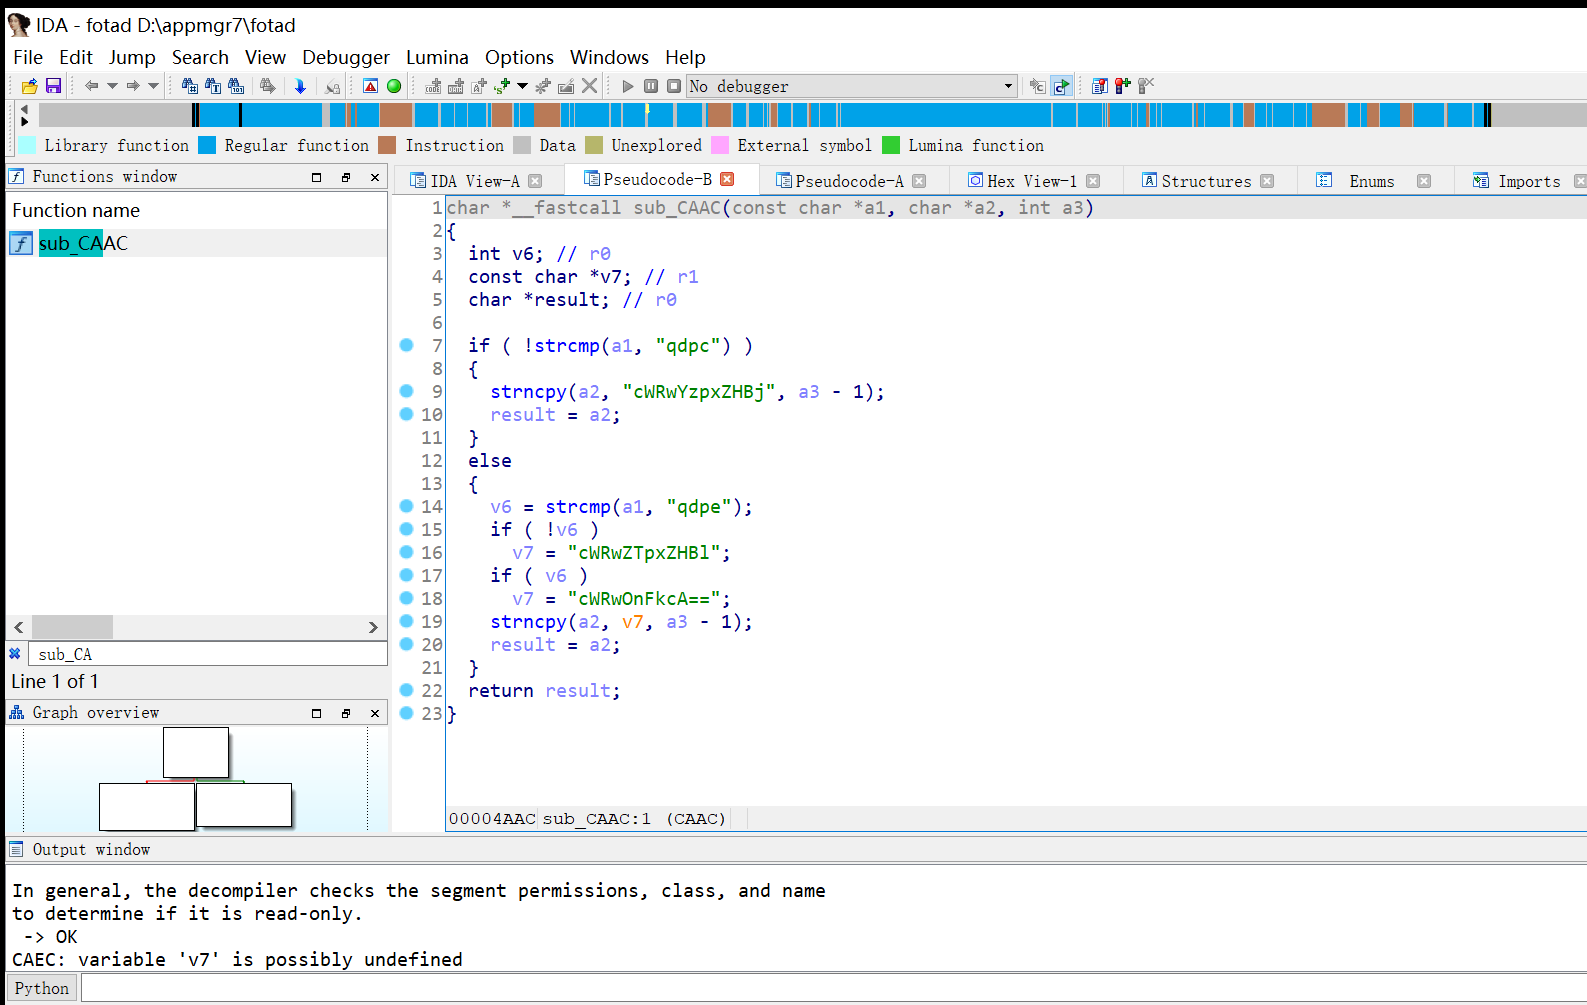 IDA - fotad D:\appmgr7\fotad
File Edit Jump Search View Debugger Lumina Options Windows Help
No debugger
Library function Regular function Instruction Data Unexplored External symbol Lumina function
Functions window
Function name
sub_CAAC
sub_CA
Line 1 of 1
Graph overview
IDA View-A Pseudocode-B Pseudocode-A Hex View-1 Structures Enums Imports
1 char *__fastcall sub_CAAC(const char *a1, char *a2, int a3)
2 {
3   int v6; // r0
4   const char *v7; // r1
5   char *result; // r0
6
7   if ( !strcmp(a1, "qdpc") )
8   {
9     strncpy(a2, "cWRwYzpxZHBj", a3 - 1);
10     result = a2;
11   }
12   else
13   {
14     v6 = strcmp(a1, "qdpe");
15     if ( !v6 )
16       v7 = "cWRwZTpxZHBl";
17     if ( v6 )
18       v7 = "cWRwOnFkcA==";
19     strncpy(a2, v7, a3 - 1);
20     result = a2;
21   }
22   return result;
23 }
00004AAC sub_CAAC:1 (CAAC)
Output window
In general, the decompiler checks the segment permissions, class, and name
to determine if it is read-only.
-> OK
CAEC: variable 'v7' is possibly undefined
Python